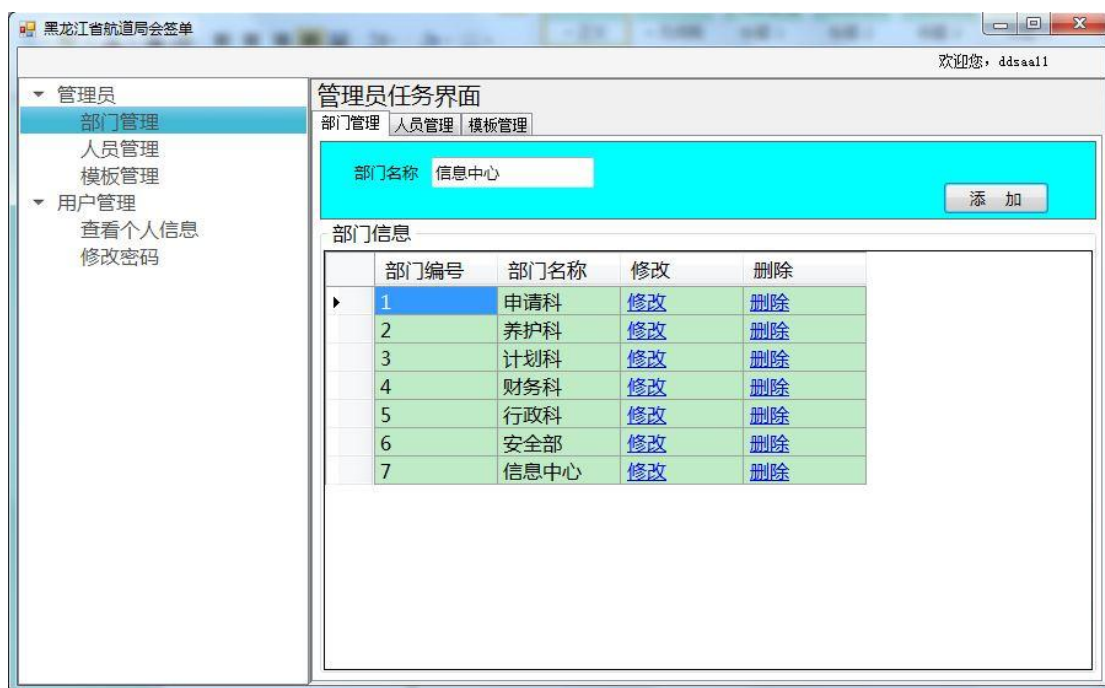 黑龙江省航道局会签单
欢迎您，ddsaall
管理员
部门管理
人员管理
模板管理
用户管理
查看个人信息
修改密码
管理员任务界面
部门管理 人员管理 模板管理
部门名称 信息中心
添 加
部门信息
部门编号 部门名称 修改 删除
1 申请科 修改 删除
2 养护科 修改 删除
3 计划科 修改 删除
4 财务科 修改 删除
5 行政科 修改 删除
6 安全部 修改 删除
7 信息中心 修改 删除